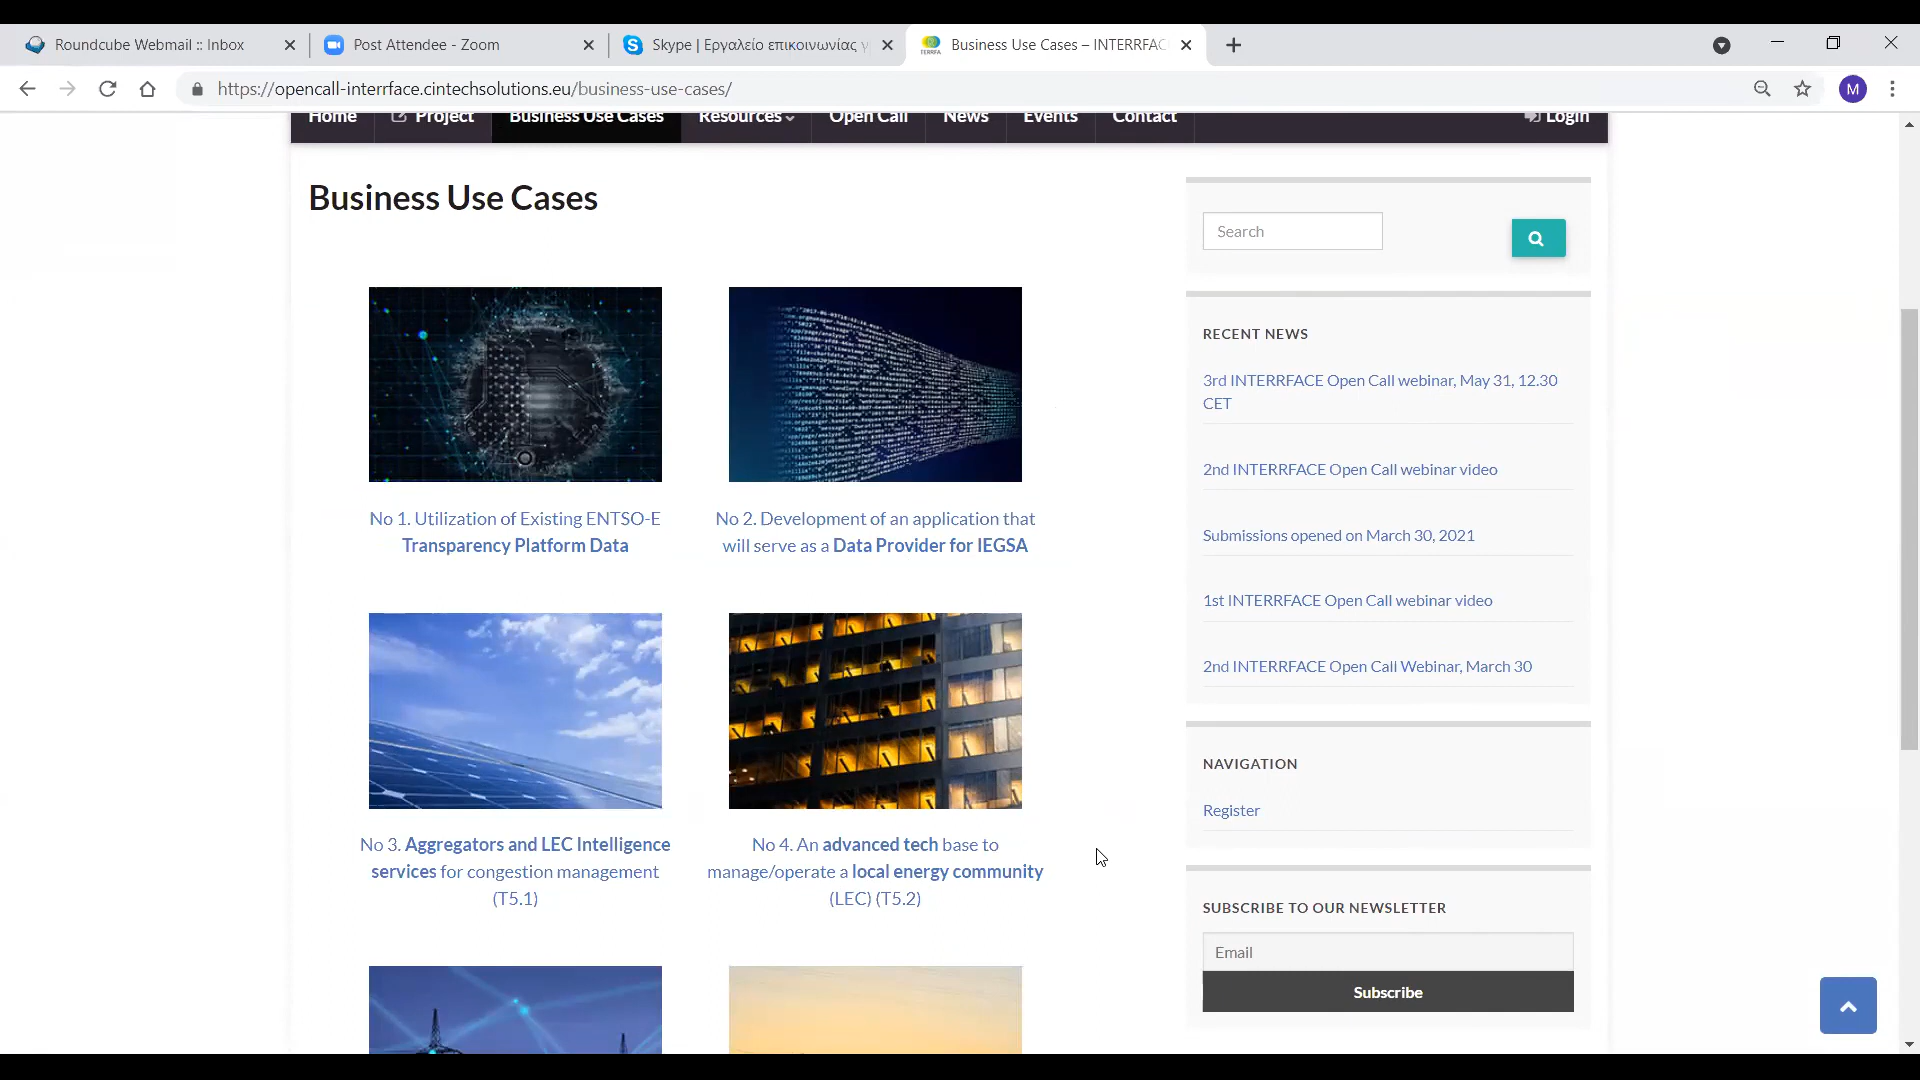 Roundcube Webmail :: Inbox
Post Attendee - Zoom
Skype | Εργαλείο επικοινωνίας γ
Business Use Cases – INTERRFAC
https://opencall-interrface.cintechsolutions.eu/business-use-cases/
M
Home
Project
Business Use Cases
Resources
Open Call
News
Events
Contact
Login
Business Use Cases
No 1. Utilization of Existing ENTSO-E
Transparency Platform Data
No 2. Development of an application that
will serve as a Data Provider for IEGSA
No 3. Aggregators and LEC Intelligence
services for congestion management
(T5.1)
No 4. An advanced tech base to
manage/operate a local energy community
(LEC) (T5.2)
Search
RECENT NEWS
3rd INTERRFACE Open Call webinar, May 31, 12.30
CET
2nd INTERRFACE Open Call webinar video
Submissions opened on March 30, 2021
1st INTERRFACE Open Call webinar video
2nd INTERRFACE Open Call Webinar, March 30
NAVIGATION
Register
SUBSCRIBE TO OUR NEWSLETTER
Email
Subscribe